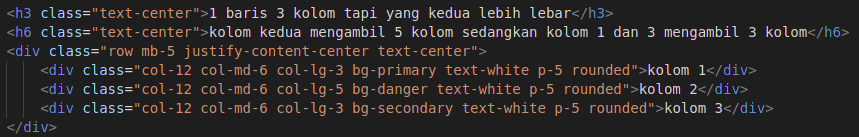 <h3 class="text-center">1 baris 3 kolom tapi yang kedua lebih lebar</h3>
<h6 class="text-center">kolom kedua mengambil 5 kolom sedangkan kolom 1 dan 3 mengambil 3 kolom</h6>
<div class="row mb-5 justify-content-center text-center">
    <div class="col-12 col-md-6 col-lg-3 bg-primary text-white p-5 rounded">kolom 1</div>
    <div class="col-12 col-md-6 col-lg-5 bg-danger text-white p-5 rounded">kolom 2</div>
    <div class="col-12 col-md-6 col-lg-3 bg-secondary text-white p-5 rounded">kolom 3</div>
</div>